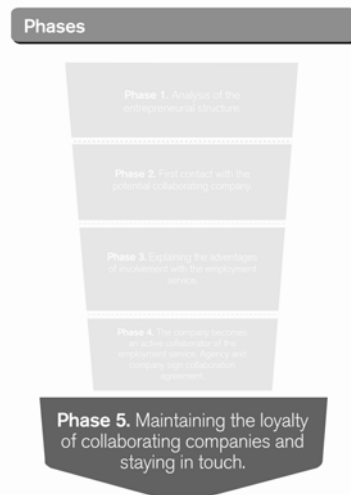 Phases
Phase 1. Analysis of the
entrepreneurial structure.
Phase 2. First contact with the
potential collaborating company.
Phase 3. Explaining the advantages
of involvement with the employment
service.
Phase 4. The company becomes
an active collaborator of the
employment service. Agency and
company sign collaboration
agreement.
Phase 5. Maintaining the loyalty
of collaborating companies and
staying in touch.